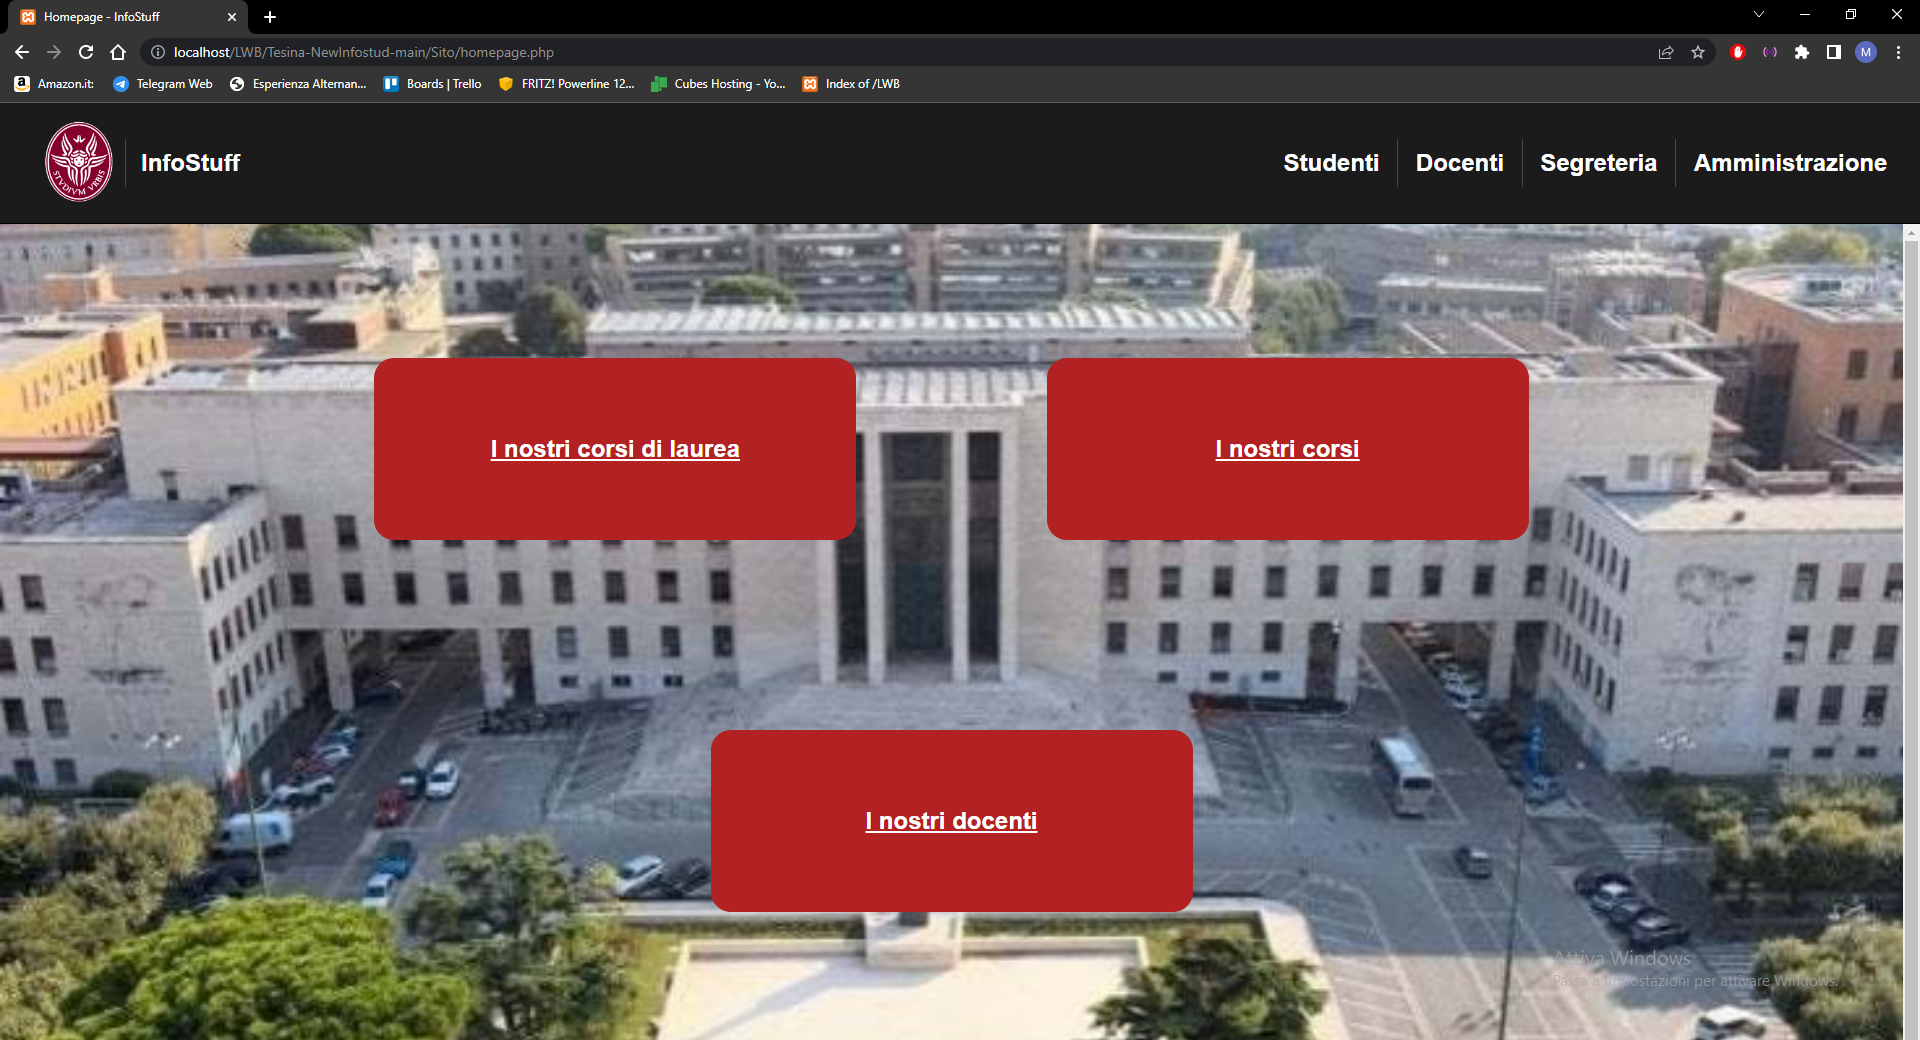 Homepage - InfoStuff
localhost/LWB/Tesina-NewInfostud-main/Sito/homepage.php
M
Amazon.it:
Telegram Web
Esperienza Alternan...
Boards | Trello
FRITZ! Powerline 12...
Cubes Hosting - Yo...
Index of /LWB
STVDIVM VRBIS
InfoStuff
Studenti
Docenti
Segreteria
Amministrazione
I nostri corsi di laurea
I nostri corsi
I nostri docenti
Attiva Windows
Passa a Impostazioni per attivare Windows.